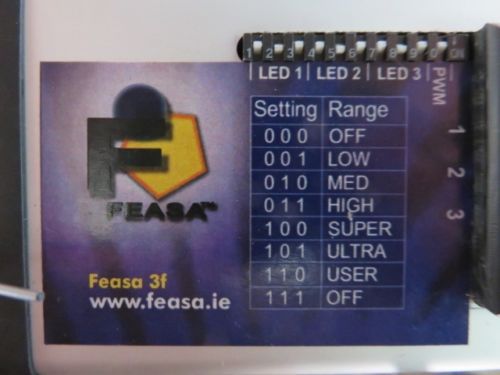 1 2 3 4 5 6 7 8 9
LED 1 LED 2 LED 3
PWM
1 2 3
Setting Range
0 0 0 OFF
0 0 1 LOW
0 1 0 MED
0 1 1 HIGH
1 0 0 SUPER
1 0 1 ULTRA
1 1 0 USER
1 1 1 OFF
FEASA™
Feasa 3f
www.feasa.ie